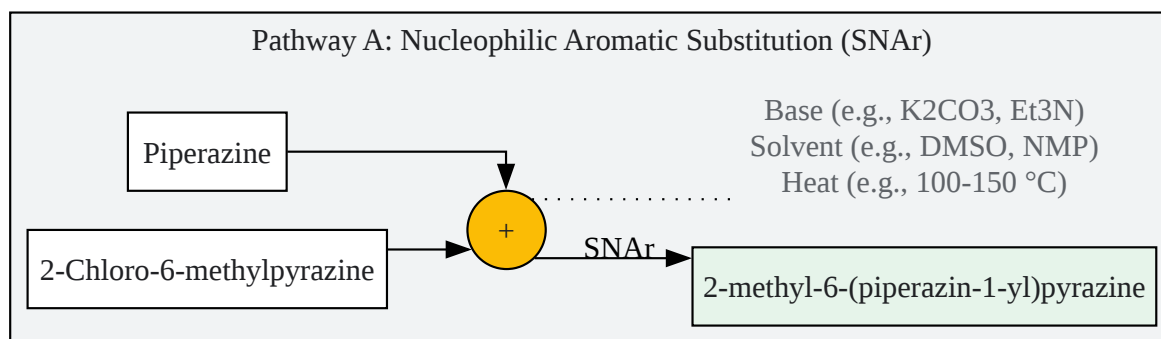 Pathway A: Nucleophilic Aromatic Substitution (SNAr)
Base (e.g., K2CO3, Et3N)
Solvent (e.g., DMSO, NMP)
Heat (e.g., 100-150 °C)
Piperazine
+
2-Chloro-6-methylpyrazine
SNAr
2-methyl-6-(piperazin-1-yl)pyrazine